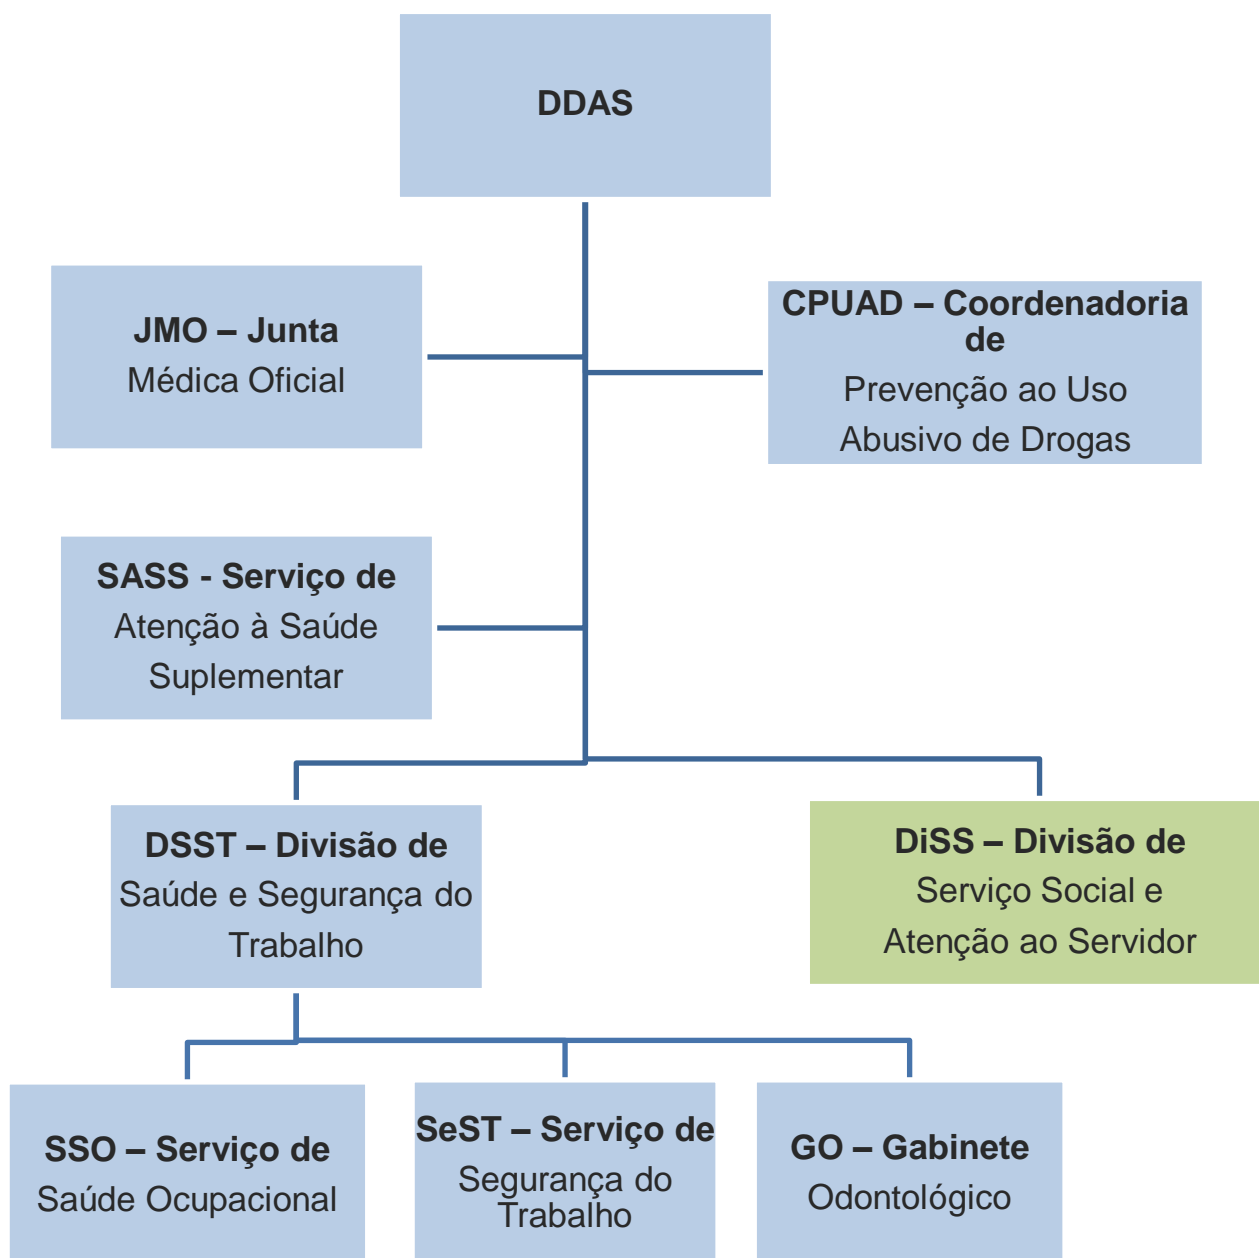 DDAS
JMO – Junta
Médica Oficial
CPUAD – Coordenadoria
de
Prevenção ao Uso
Abusivo de Drogas
SASS - Serviço de
Atenção à Saúde
Suplementar
DSST – Divisão de
Saúde e Segurança do
Trabalho
DiSS – Divisão de
Serviço Social e
Atenção ao Servidor
SSO – Serviço de
Saúde Ocupacional
SeST – Serviço de
Segurança do
Trabalho
GO – Gabinete
Odontológico